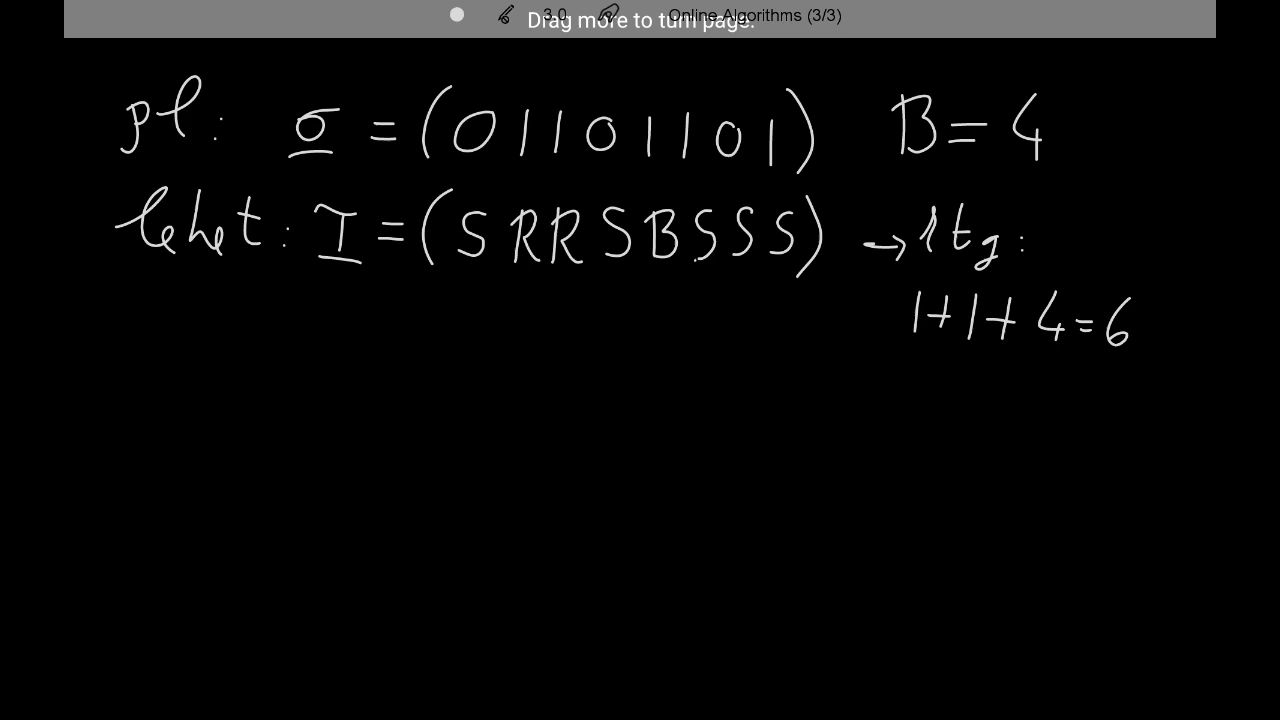 3.0 Online Algorithms (3/3)
Drag more to turn page.
pl: σ = (01101101) B = 4
lehet: τ = (SRRSBSSS) → ktg:
1+1+4=6